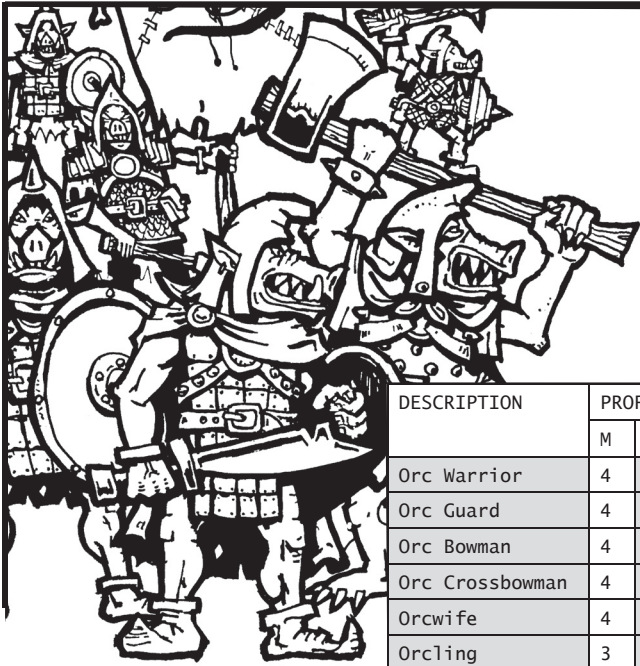 DESCRIPTION PROF
M
Orc Warrior 4
Orc Guard 4
Orc Bowman 4
Orc Crossbowman 4
Orcwife 4
Orcling 3